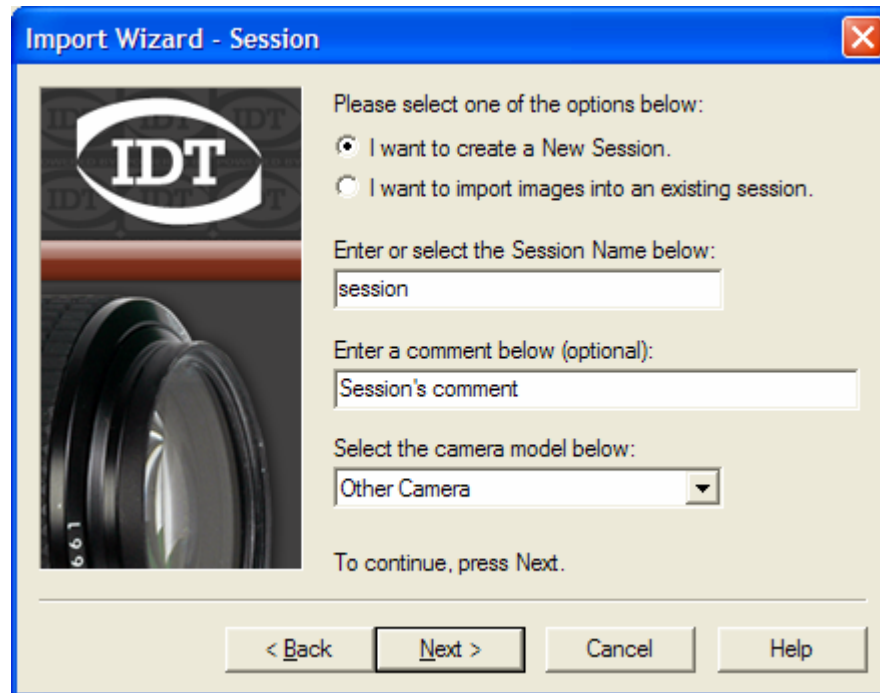 Import Wizard - Session
IDT
Please select one of the options below:
I want to create a New Session.
I want to import images into an existing session.
Enter or select the Session Name below:
session
Enter a comment below (optional):
Session's comment
Select the camera model below:
Other Camera
To continue, press Next.
< Back
Next >
Cancel
Help